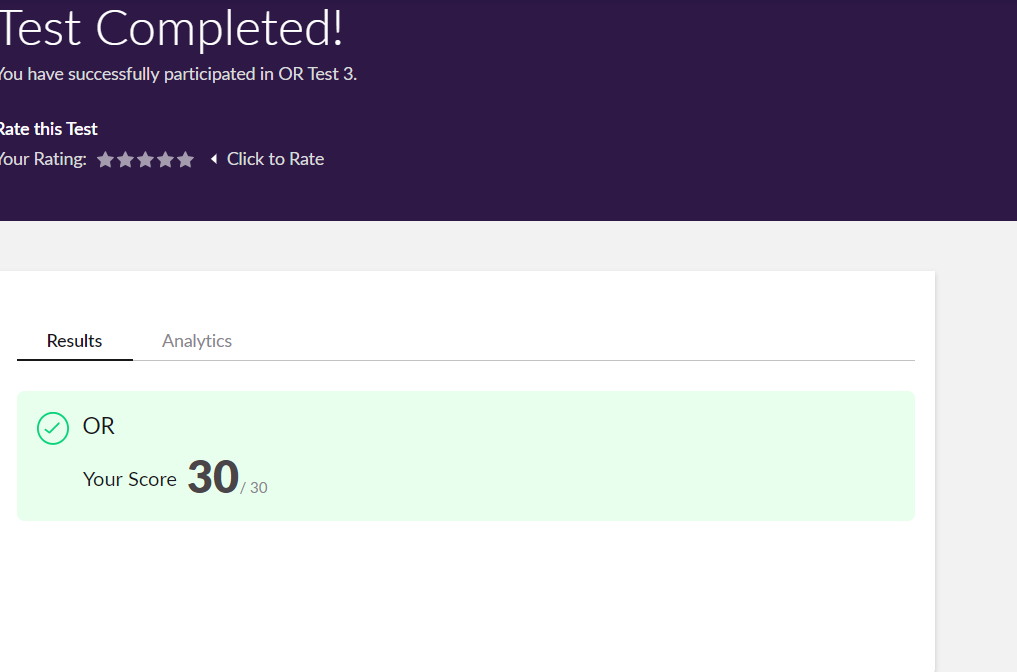 Test Completed!
You have successfully participated in OR Test 3.
Rate this Test
Your Rating: Click to Rate
Results Analytics
OR
Your Score 30 / 30